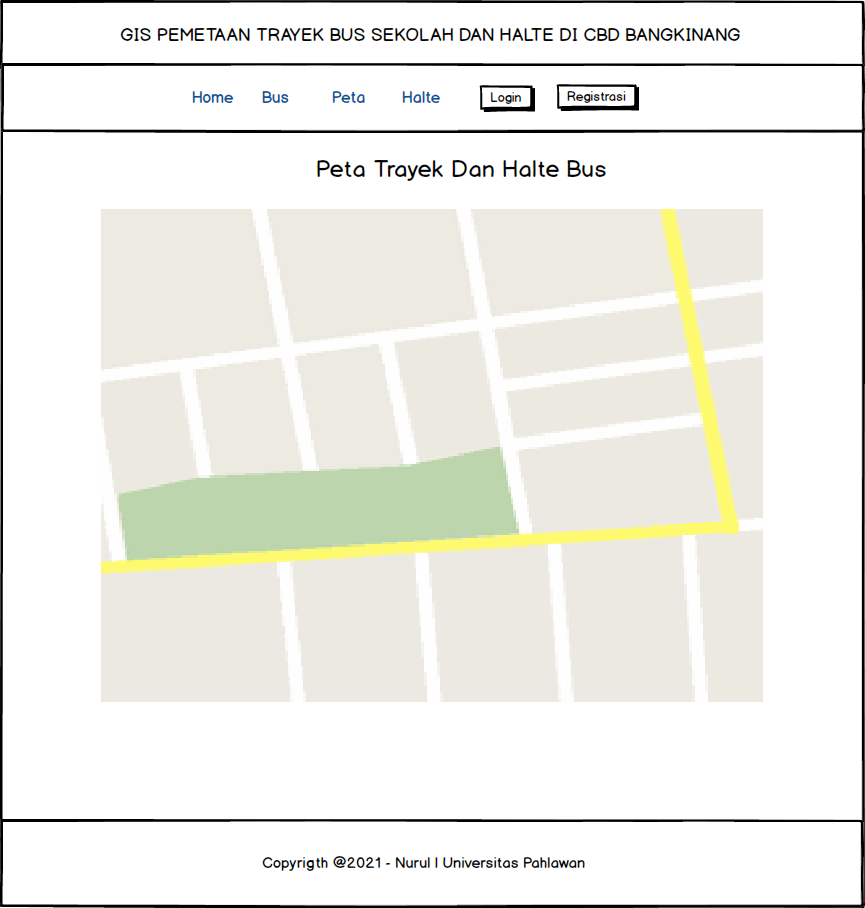 GIS PEMETAAN TRAYEK BUS SEKOLAH DAN HALTE DI CBD BANGKINANG
Home Bus Peta Halte Login Registrasi
Peta Trayek Dan Halte Bus
Copyrigth @2021 - Nurul | Universitas Pahlawan